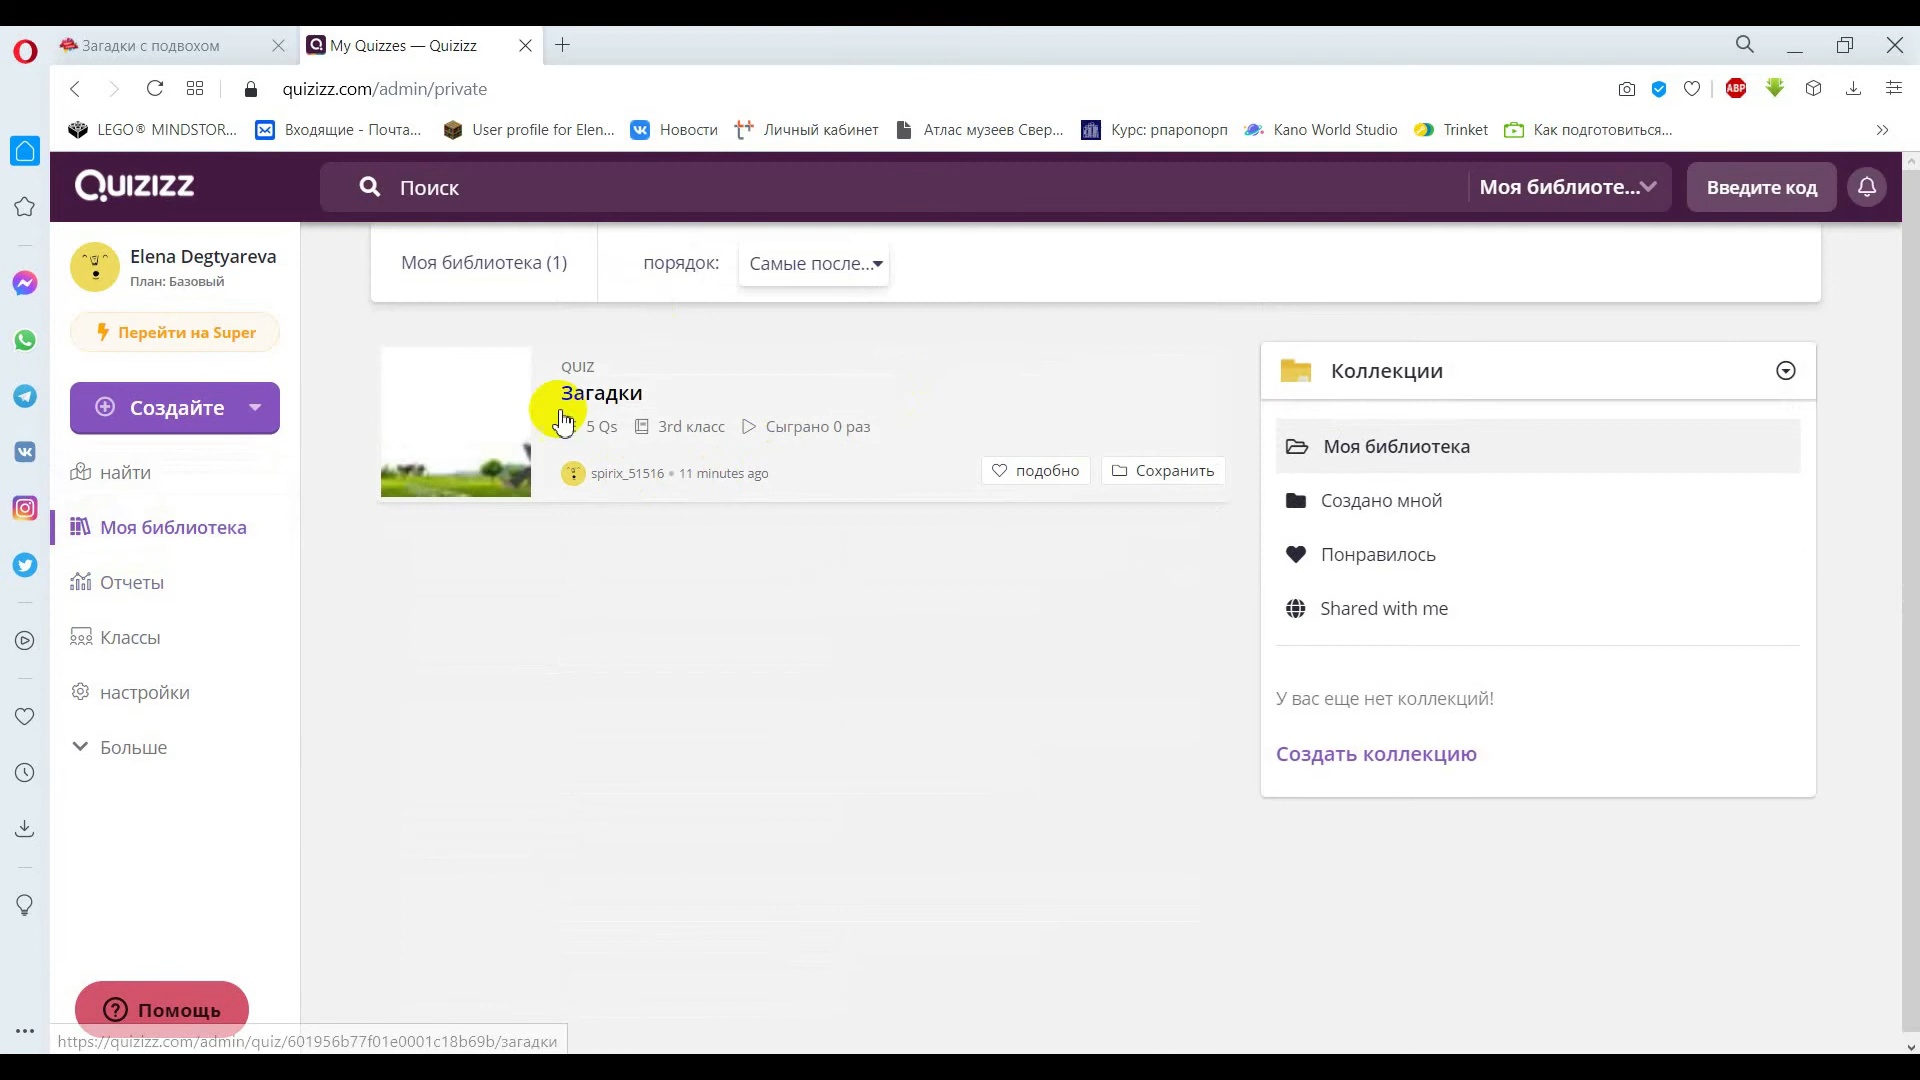 Загадки с подвохом
My Quizzes — Quizizz
quizizz.com/admin/private
ABP
LEGO® MINDSTOR...
Входящие - Почта...
User profile for Elen...
Новости
Личный кабинет
Атлас музеев Свер...
Курс: рпаропорп
Kano World Studio
Trinket
Как подготовиться...
Quizizz
Поиск
Моя библиоте...
Введите код
Elena Degtyareva
План: Базовый
Перейти на Super
Создайте
найти
Моя библиотека
Отчеты
Классы
настройки
Больше
Помощь
Моя библиотека (1)
порядок:
Самые после...
QUIZ
Загадки
5 Qs
3rd класс
Сыграно 0 раз
spirix_51516 • 11 minutes ago
подобно
Сохранить
Коллекции
Моя библиотека
Создано мной
Понравилось
Shared with me
У вас еще нет коллекций!
Создать коллекцию
https://quizizz.com/admin/quiz/601956b77f01e0001c18b69b/загадки